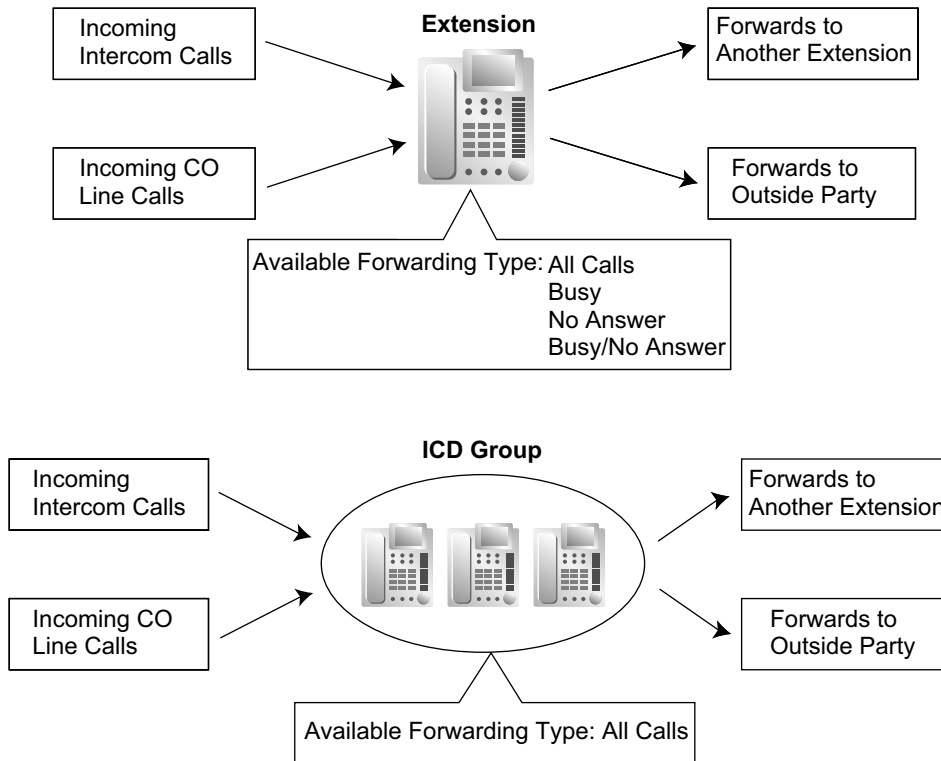 Incoming
Intercom Calls
Extension
Forwards to
Another Extension
Incoming CO
Line Calls
Forwards to
Outside Party
Available Forwarding Type: All Calls
Busy
No Answer
Busy/No Answer
ICD Group
Incoming
Intercom Calls
Forwards to
Another Extension
Incoming CO
Line Calls
Forwards to
Outside Party
Available Forwarding Type: All Calls